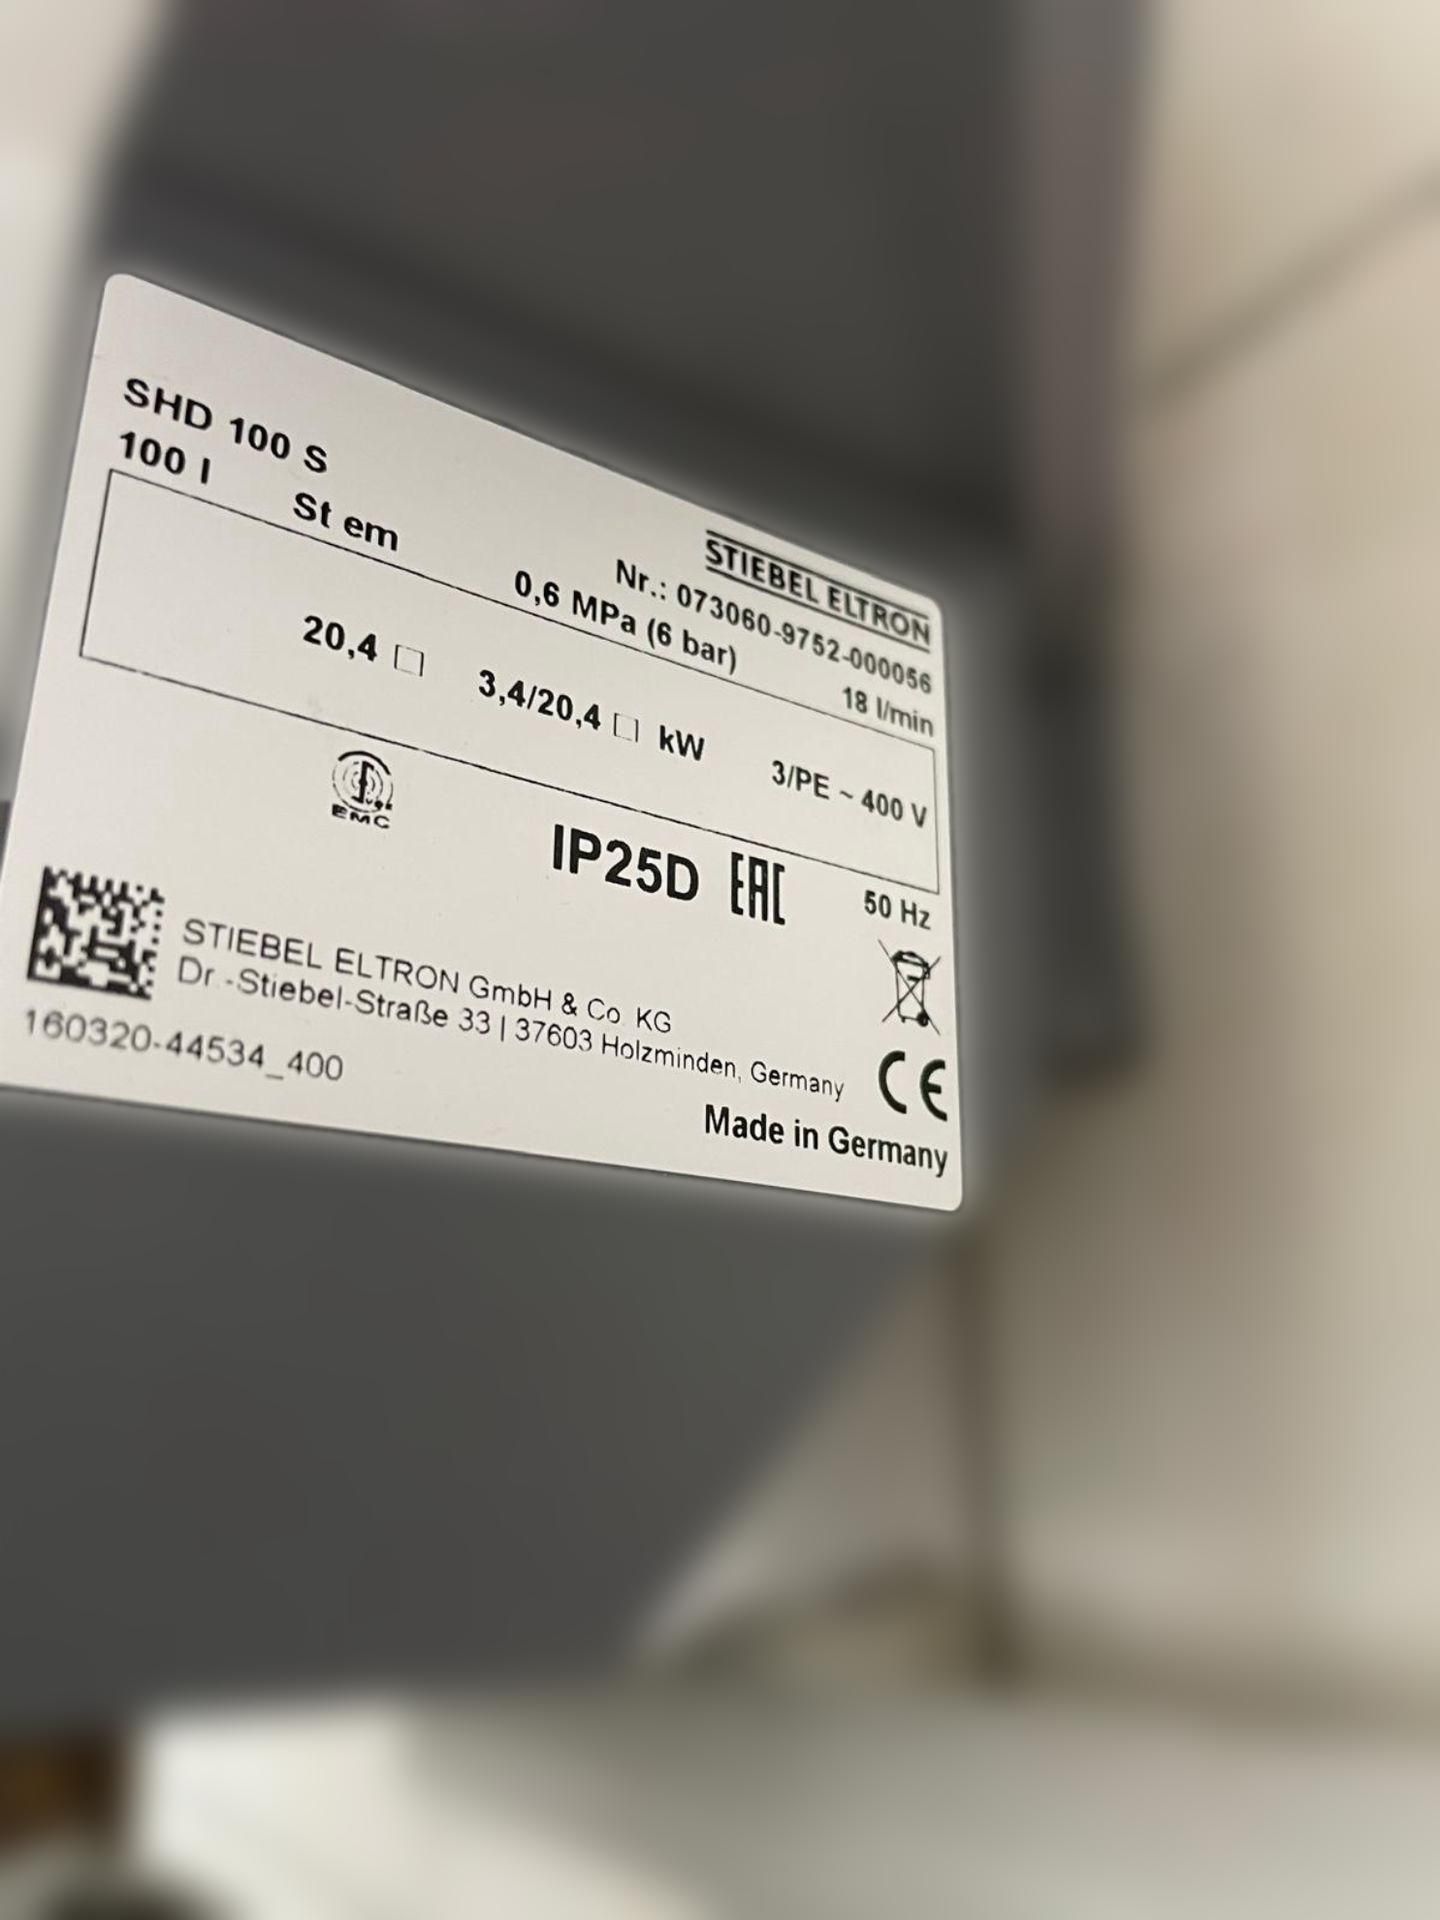 SHD 100 S
STIEBEL ELTRON
Nr.: 073060-9752-000056
100 l St em 0,6 MPa (6 bar) 18 l/min
20,4 □ 3,4/20,4 □ kW 3/PE ~ 400 V
50 Hz
EMC
IP25D EAC
STIEBEL ELTRON GmbH & Co. KG
Dr.-Stiebel-Straße 33 | 37603 Holzminden, Germany
CE
160320-44534_400
Made in Germany